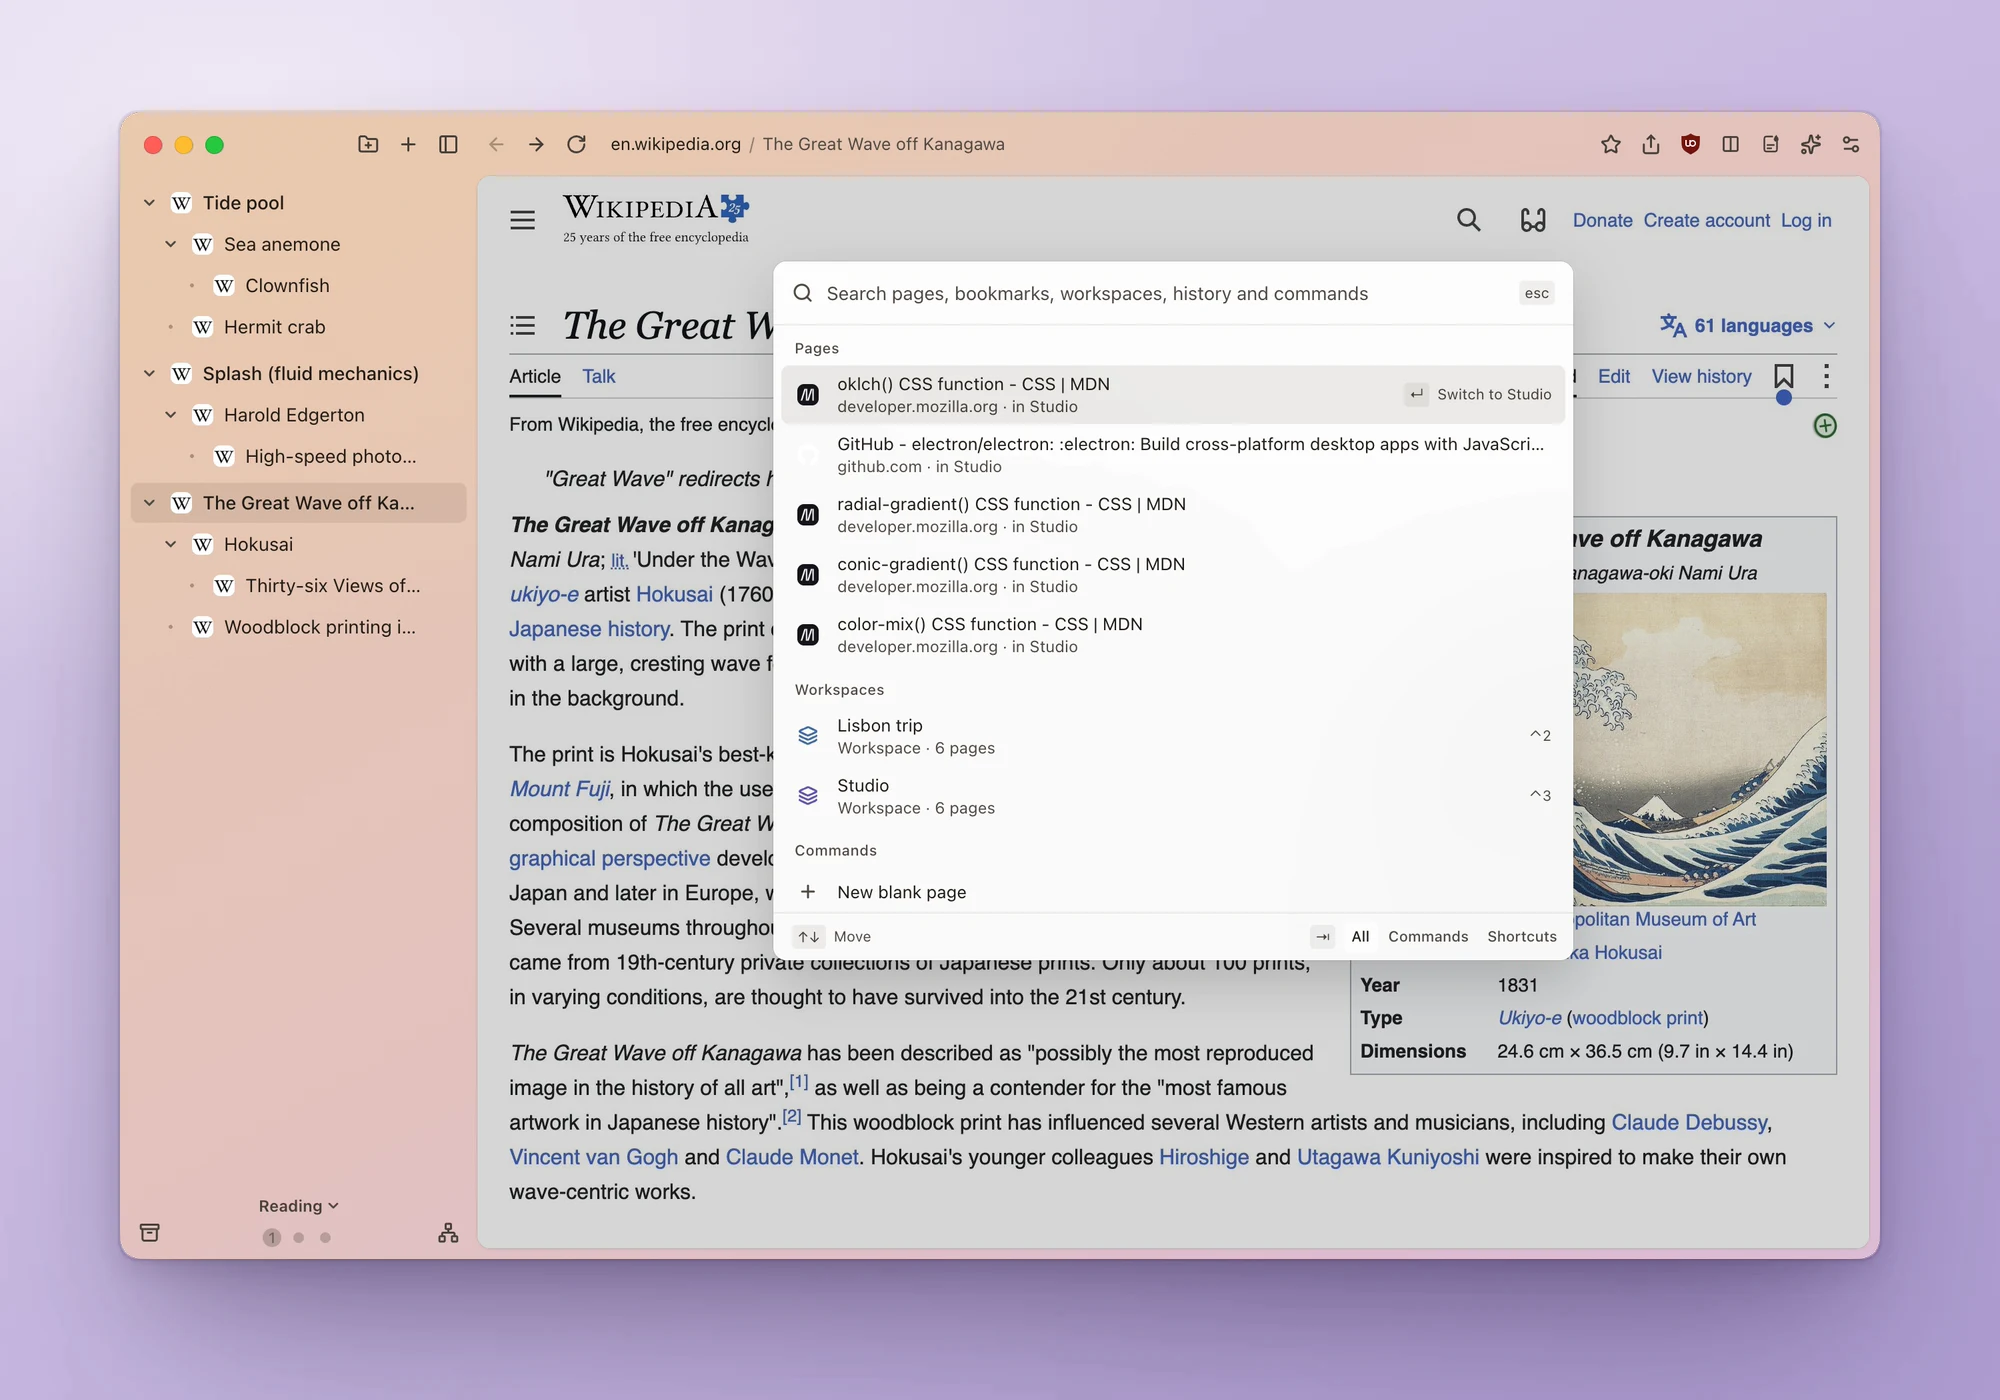 en.wikipedia.org / The Great Wave off Kanagawa
Tide pool
Sea anemone
Clownfish
Hermit crab
Splash (fluid mechanics)
Harold Edgerton
High-speed photo...
The Great Wave off Ka...
Hokusai
Thirty-six Views of...
Woodblock printing i...
Reading
1
WIKIPEDIA 25
25 years of the free encyclopedia
Donate Create account Log in
The Great W
61 languages
Article Talk
Edit View history
From Wikipedia, the free encycl
"Great Wave" redirects h
The Great Wave off Kanag
Nami Ura; lit. 'Under the Wav
ukiyo-e artist Hokusai (1760
Japanese history. The print
with a large, cresting wave f
in the background.
The print is Hokusai's best-k
Mount Fuji, in which the use
composition of The Great W
graphical perspective develo
Japan and later in Europe, w
Several museums throughou
came from 19th-century private collections of Japanese prints. Only about 100 prints,
in varying conditions, are thought to have survived into the 21st century.
The Great Wave off Kanagawa has been described as "possibly the most reproduced
image in the history of all art",[1] as well as being a contender for the "most famous
artwork in Japanese history".[2] This woodblock print has influenced several Western artists and musicians, including Claude Debussy,
Vincent van Gogh and Claude Monet. Hokusai's younger colleagues Hiroshige and Utagawa Kuniyoshi were inspired to make their own
wave-centric works.
ave off Kanagawa
anagawa-oki Nami Ura
politan Museum of Art
ka Hokusai
Year 1831
Type Ukiyo-e (woodblock print)
Dimensions 24.6 cm × 36.5 cm (9.7 in × 14.4 in)
Search pages, bookmarks, workspaces, history and commands esc
Pages
oklch() CSS function - CSS | MDN
developer.mozilla.org · in Studio
Switch to Studio
GitHub - electron/electron: :electron: Build cross-platform desktop apps with JavaScri...
github.com · in Studio
radial-gradient() CSS function - CSS | MDN
developer.mozilla.org · in Studio
conic-gradient() CSS function - CSS | MDN
developer.mozilla.org · in Studio
color-mix() CSS function - CSS | MDN
developer.mozilla.org · in Studio
Workspaces
Lisbon trip
Workspace · 6 pages
^2
Studio
Workspace · 6 pages
^3
Commands
New blank page
↑↓ Move
All Commands Shortcuts